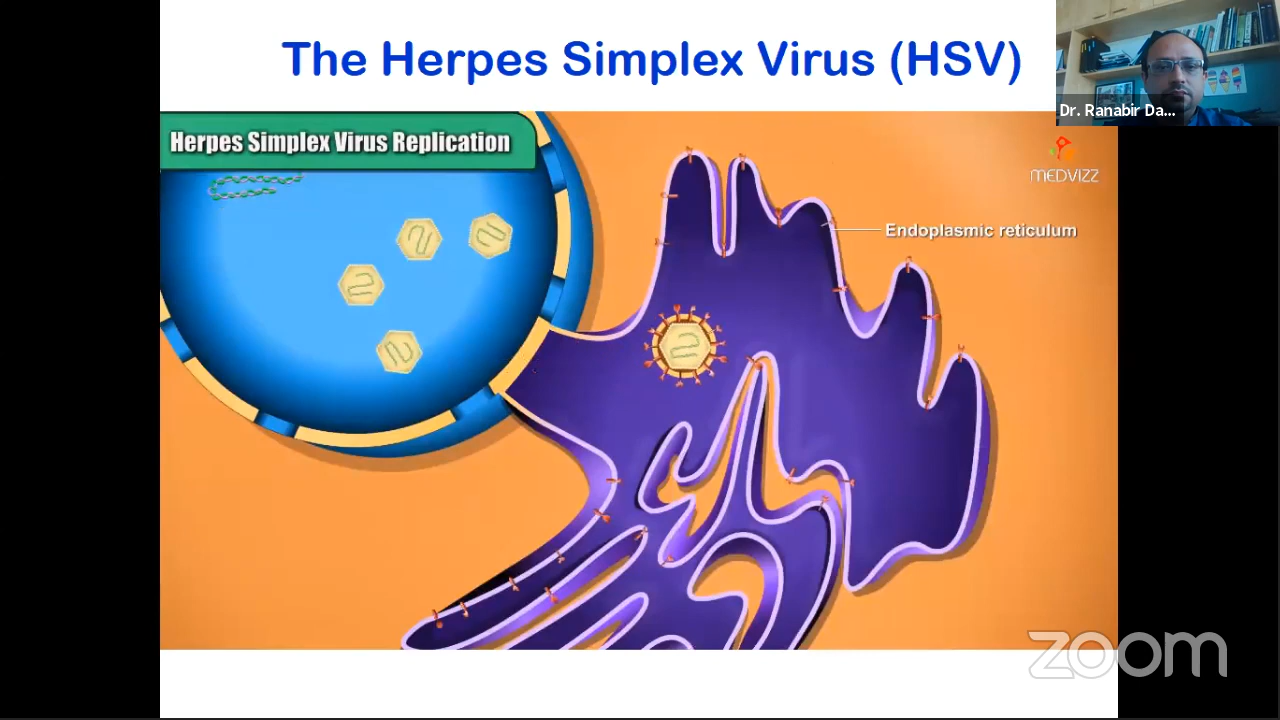 The Herpes Simplex Virus (HSV)
Dr. Ranabir Da...
Herpes Simplex Virus Replication
MEDVIZZ
Endoplasmic reticulum
zoom